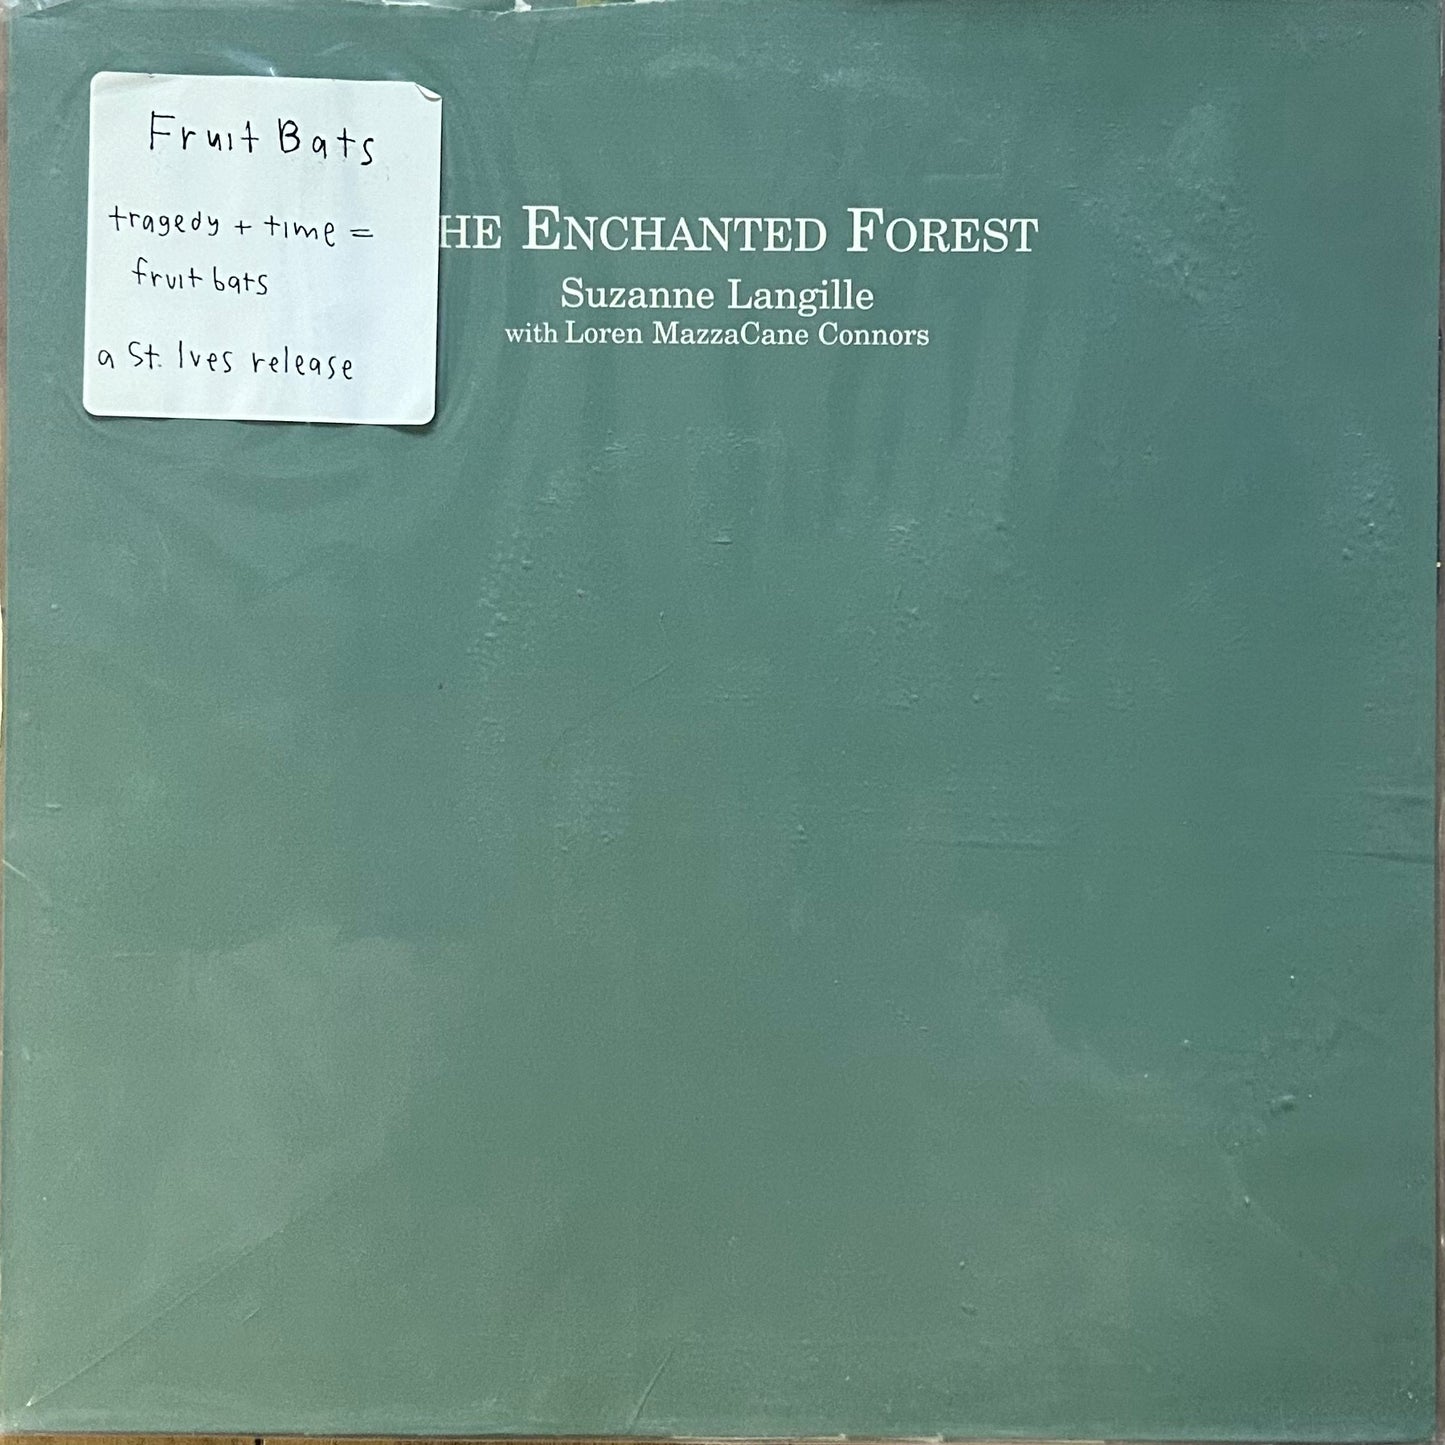 Fruit Bats
tragedy + time =
fruit bats
a St. Ives release
HE ENCHANTED FOREST
Suzanne Langille
with Loren MazzaCane Connors